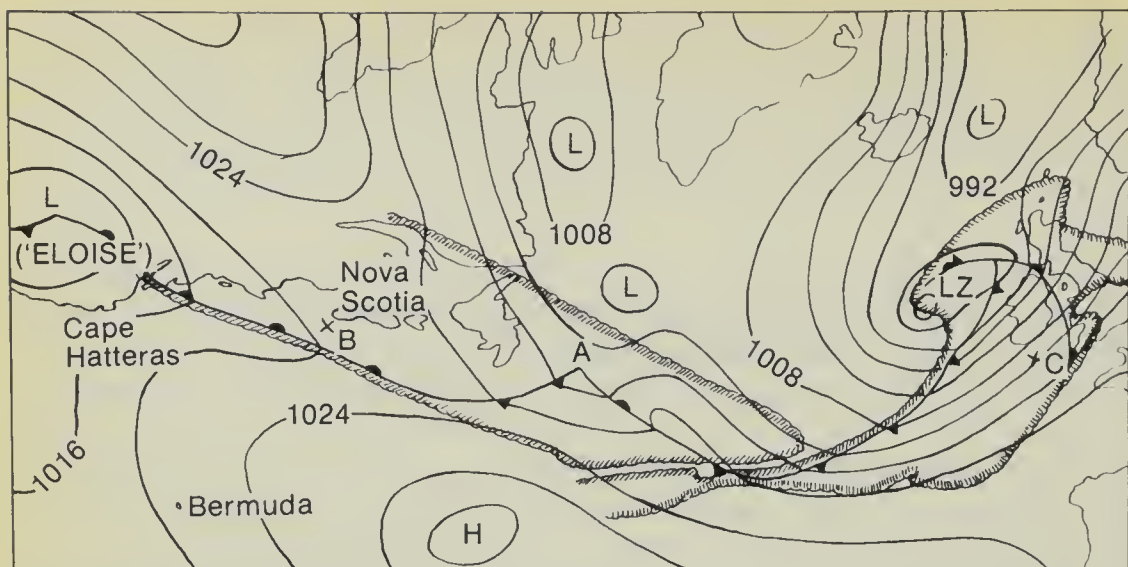 1024
L
992
L
1008
L
('ELOISE')
Nova
Scotia
L
LZ
Cape
Hatteras
B
A
C
1008
1024
1016
Bermuda
H